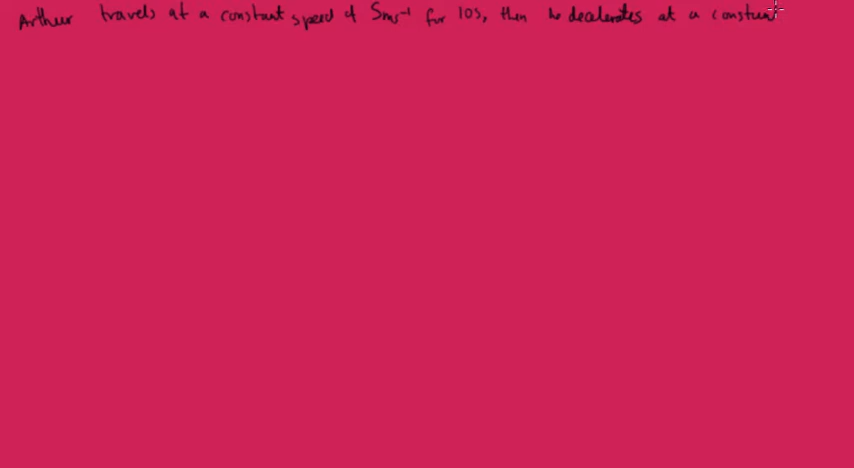 Arthur travels at a constant speed of 5ms⁻¹ for 10s, then he decelerates at a constant